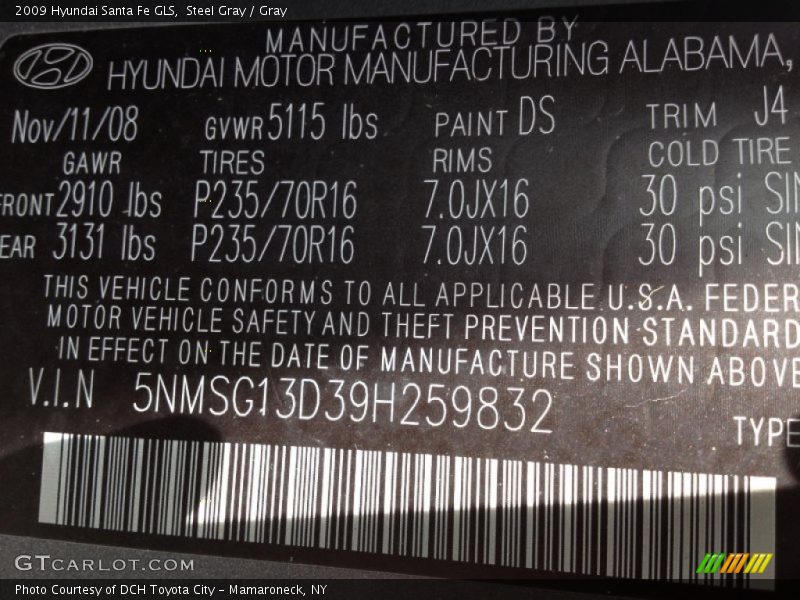 2009 Hyundai Santa Fe GLS, Steel Gray / Gray
MANUFACTURED BY
HYUNDAI MOTOR MANUFACTURING ALABAMA,
Nov/11/08 GVWR 5115 lbs PAINT DS TRIM J4
GAWR TIRES RIMS COLD TIRE
FRONT 2910 lbs P235/70R16 7.0JX16 30 psi SIN
EAR 3131 lbs P235/70R16 7.0JX16 30 psi SIN
THIS VEHICLE CONFORMS TO ALL APPLICABLE U.S.A. FEDER
MOTOR VEHICLE SAFETY AND THEFT PREVENTION STANDARD
IN EFFECT ON THE DATE OF MANUFACTURE SHOWN ABOVE
V.I.N 5NMSG13D39H259832
TYPE
GTCARLOT.COM
Photo Courtesy of DCH Toyota City - Mamaroneck, NY